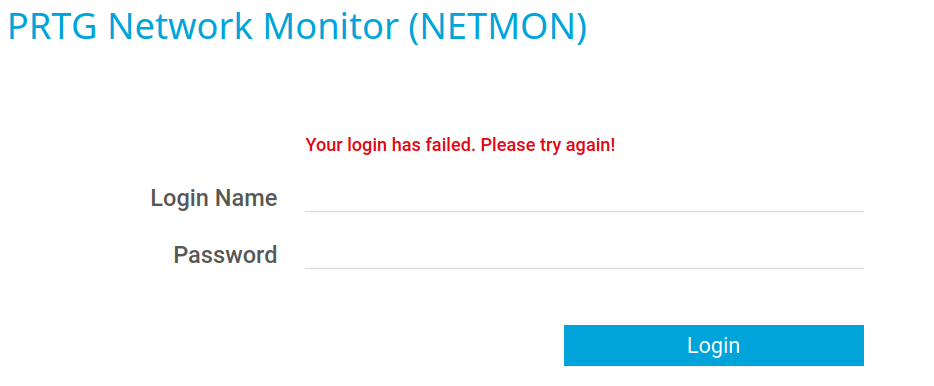 PRTG Network Monitor (NETMON)
Your login has failed. Please try again!
Login Name
Password
Login